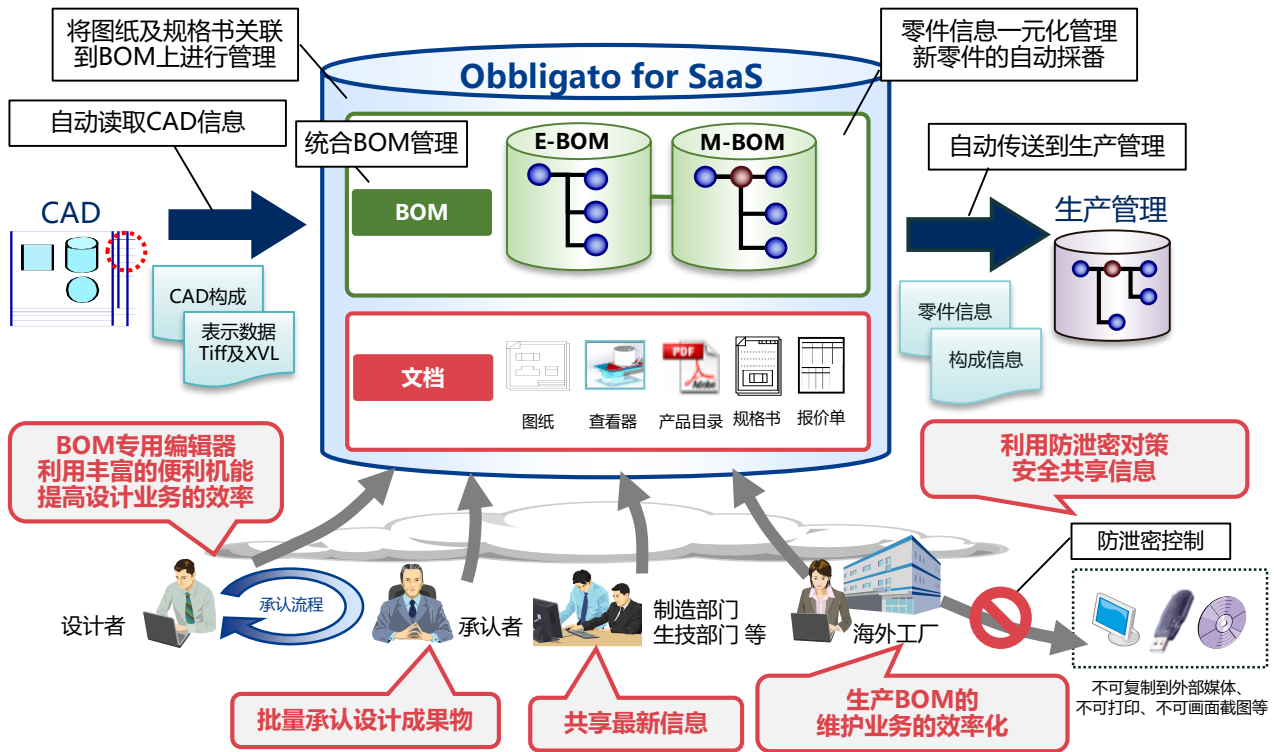 将图纸及规格书关联
到BOM上进行管理
零件信息一元化管理
新零件的自动採番
Obbligato for SaaS
自动读取CAD信息
统合BOM管理
E-BOM
M-BOM
自动传送到生产管理
BOM
CAD
生产管理
CAD构成
表示数据
Tiff及XVL
零件信息
构成信息
文档
PDF
Adobe
图纸
查看器
产品目录
规格书
报价单
BOM专用编辑器
利用丰富的便利机能
提高设计业务的效率
利用防泄密对策
安全共享信息
防泄密控制
设计者
承认流程
承认者
制造部门
生技部门 等
海外工厂
不可复制到外部媒体、
不可打印、不可画面截图等
批量承认设计成果物
共享最新信息
生产BOM的
维护业务的效率化